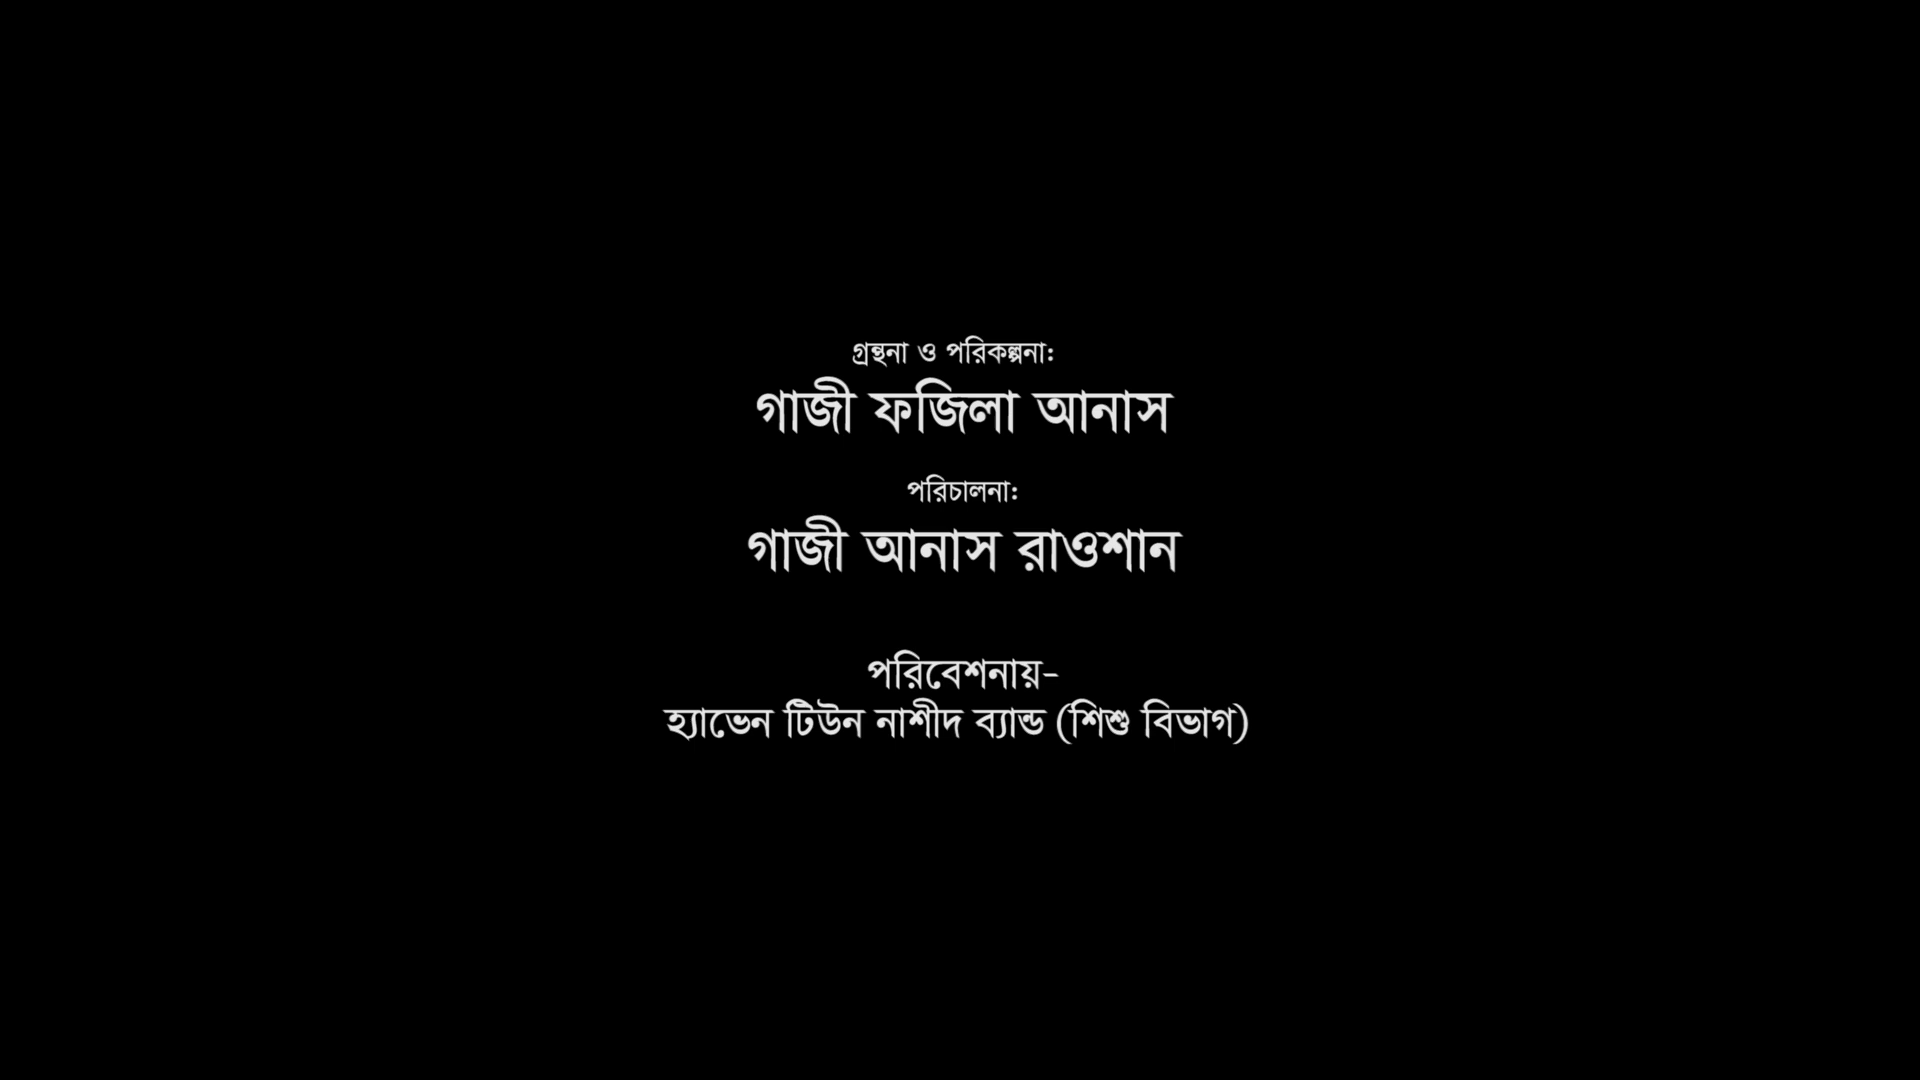 গ্রন্থনা ও পরিকল্পনা:
গাজী ফজিলা আনাস
পরিচালনা:
গাজী আনাস রাওশান
পরিবেশনায়-
হ্যাভেন টিউন নাশীদ ব্যান্ড (শিশু বিভাগ)